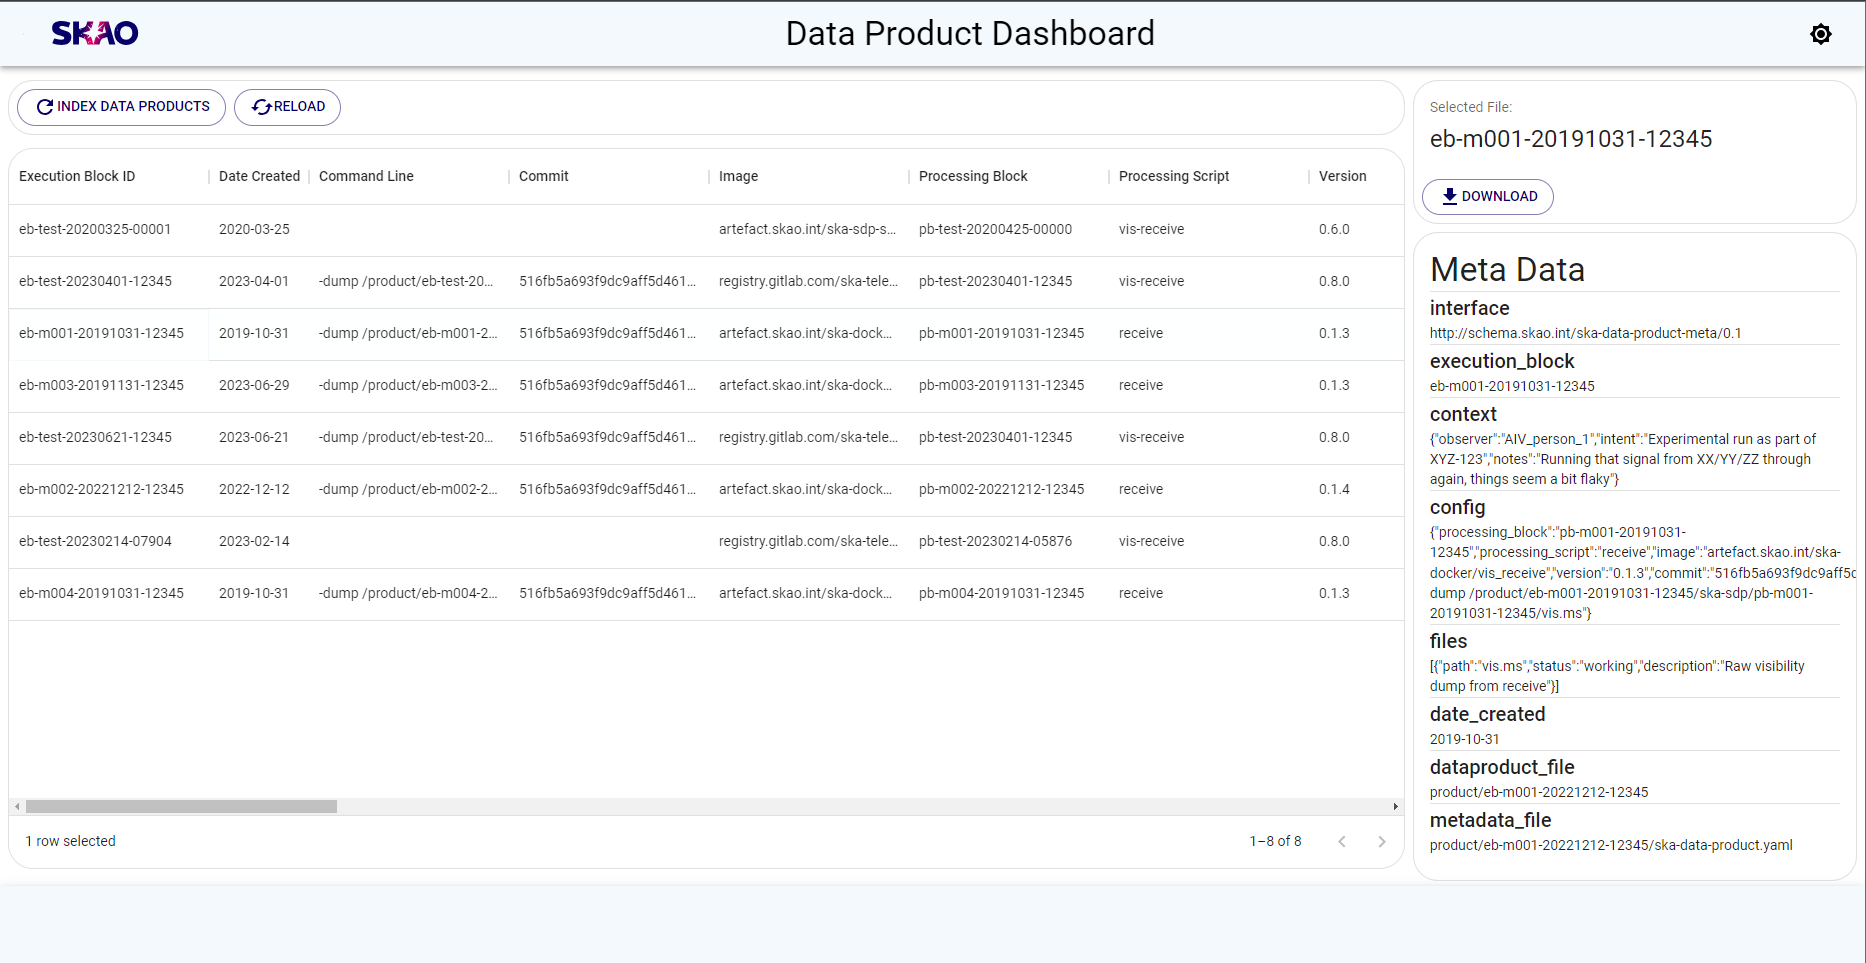 SKAO
Data Product Dashboard
INDEX DATA PRODUCTS RELOAD
Execution Block ID Date Created Command Line Commit Image Processing Block Processing Script Version
eb-test-20200325-00001 2020-03-25 artefact.skao.int/ska-sdp-s... pb-test-20200425-00000 vis-receive 0.6.0
eb-test-20230401-12345 2023-04-01 -dump /product/eb-test-20... 516fb5a693f9dc9aff5d461... registry.gitlab.com/ska-tele... pb-test-20230401-12345 vis-receive 0.8.0
eb-m001-20191031-12345 2019-10-31 -dump /product/eb-m001-2... 516fb5a693f9dc9aff5d461... artefact.skao.int/ska-dock... pb-m001-20191031-12345 receive 0.1.3
eb-m003-20191131-12345 2023-06-29 -dump /product/eb-m003-2... 516fb5a693f9dc9aff5d461... artefact.skao.int/ska-dock... pb-m003-20191131-12345 receive 0.1.3
eb-test-20230621-12345 2023-06-21 -dump /product/eb-test-20... 516fb5a693f9dc9aff5d461... registry.gitlab.com/ska-tele... pb-test-20230401-12345 vis-receive 0.8.0
eb-m002-20221212-12345 2022-12-12 -dump /product/eb-m002-2... 516fb5a693f9dc9aff5d461... artefact.skao.int/ska-dock... pb-m002-20221212-12345 receive 0.1.4
eb-test-20230214-07904 2023-02-14 registry.gitlab.com/ska-tele... pb-test-20230214-05876 vis-receive 0.8.0
eb-m004-20191031-12345 2019-10-31 -dump /product/eb-m004-2... 516fb5a693f9dc9aff5d461... artefact.skao.int/ska-dock... pb-m004-20191031-12345 receive 0.1.3
1 row selected 1–8 of 8
Selected File:
eb-m001-20191031-12345
DOWNLOAD
Meta Data
interface
http://schema.skao.int/ska-data-product-meta/0.1
execution_block
eb-m001-20191031-12345
context
{"observer":"AIV_person_1","intent":"Experimental run as part of
XYZ-123","notes":"Running that signal from XX/YY/ZZ through
again, things seem a bit flaky"}
config
{"processing_block":"pb-m001-20191031-
12345","processing_script":"receive","image":"artefact.skao.int/ska-
docker/vis_receive","version":"0.1.3","commit":"516fb5a693f9dc9aff5c
dump /product/eb-m001-20191031-12345/ska-sdp/pb-m001-
20191031-12345/vis.ms"}
files
[{"path":"vis.ms","status":"working","description":"Raw visibility
dump from receive"}]
date_created
2019-10-31
dataproduct_file
product/eb-m001-20221212-12345
metadata_file
product/eb-m001-20221212-12345/ska-data-product.yaml